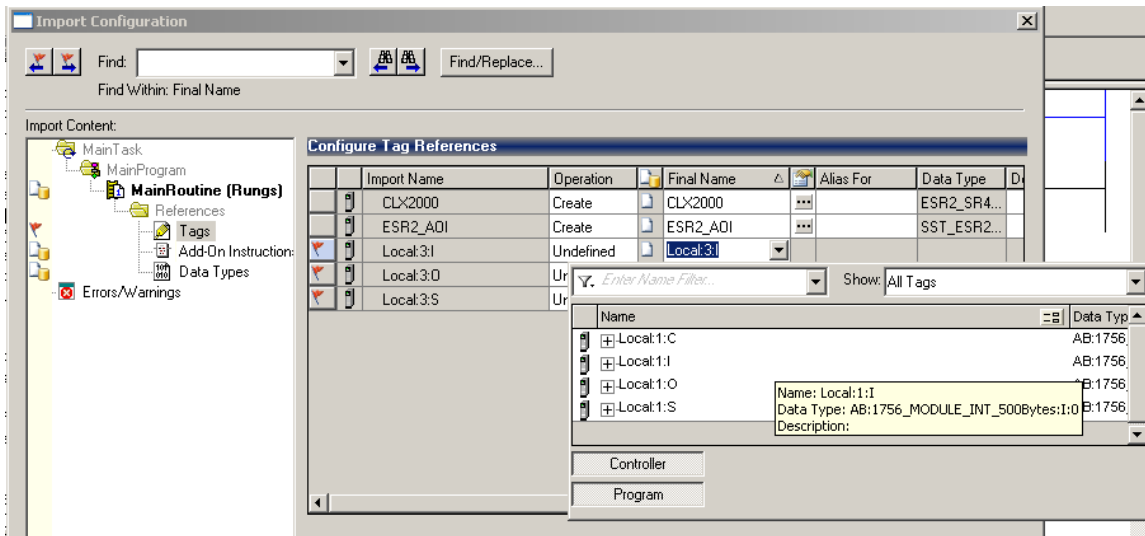 Import Configuration
Find:
Find/Replace...
Find Within: Final Name
Import Content:
MainTask
MainProgram
MainRoutine (Rungs)
References
Tags
Add-On Instruction
Data Types
Errors/Warnings
Configure Tag References
Import Name Operation Final Name Alias For Data Type
CLX2000 Create CLX2000 ... ESR2_SR4...
ESR2_AOI Create ESR2_AOI ... SST_ESR2...
Local:3:I Undefined Local:3:I
Local:3:O
Local:3:S
Enter Name Filter... Show: All Tags
Name Data Typ
Local:1:C AB:1756
Local:1:I AB:1756
Local:1:O AB:1756
Local:1:S AB:1756
Name: Local:1:I
Data Type: AB:1756_MODULE_INT_500Bytes:I:0
Description:
Controller
Program